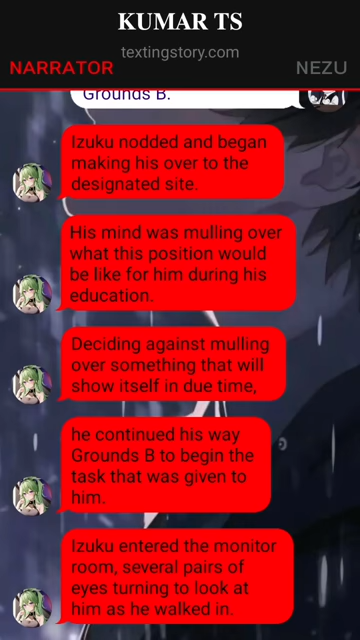 KUMAR TS
textingstory.com
NARRATOR
NEZU
Grounds B.
Izuku nodded and began
making his over to the
designated site.
His mind was mulling over
what this position would
be like for him during his
education.
Deciding against mulling
over something that will
show itself in due time,
he continued his way
Grounds B to begin the
task that was given to
him.
Izuku entered the monitor
room, several pairs of
eyes turning to look at
him as he walked in.